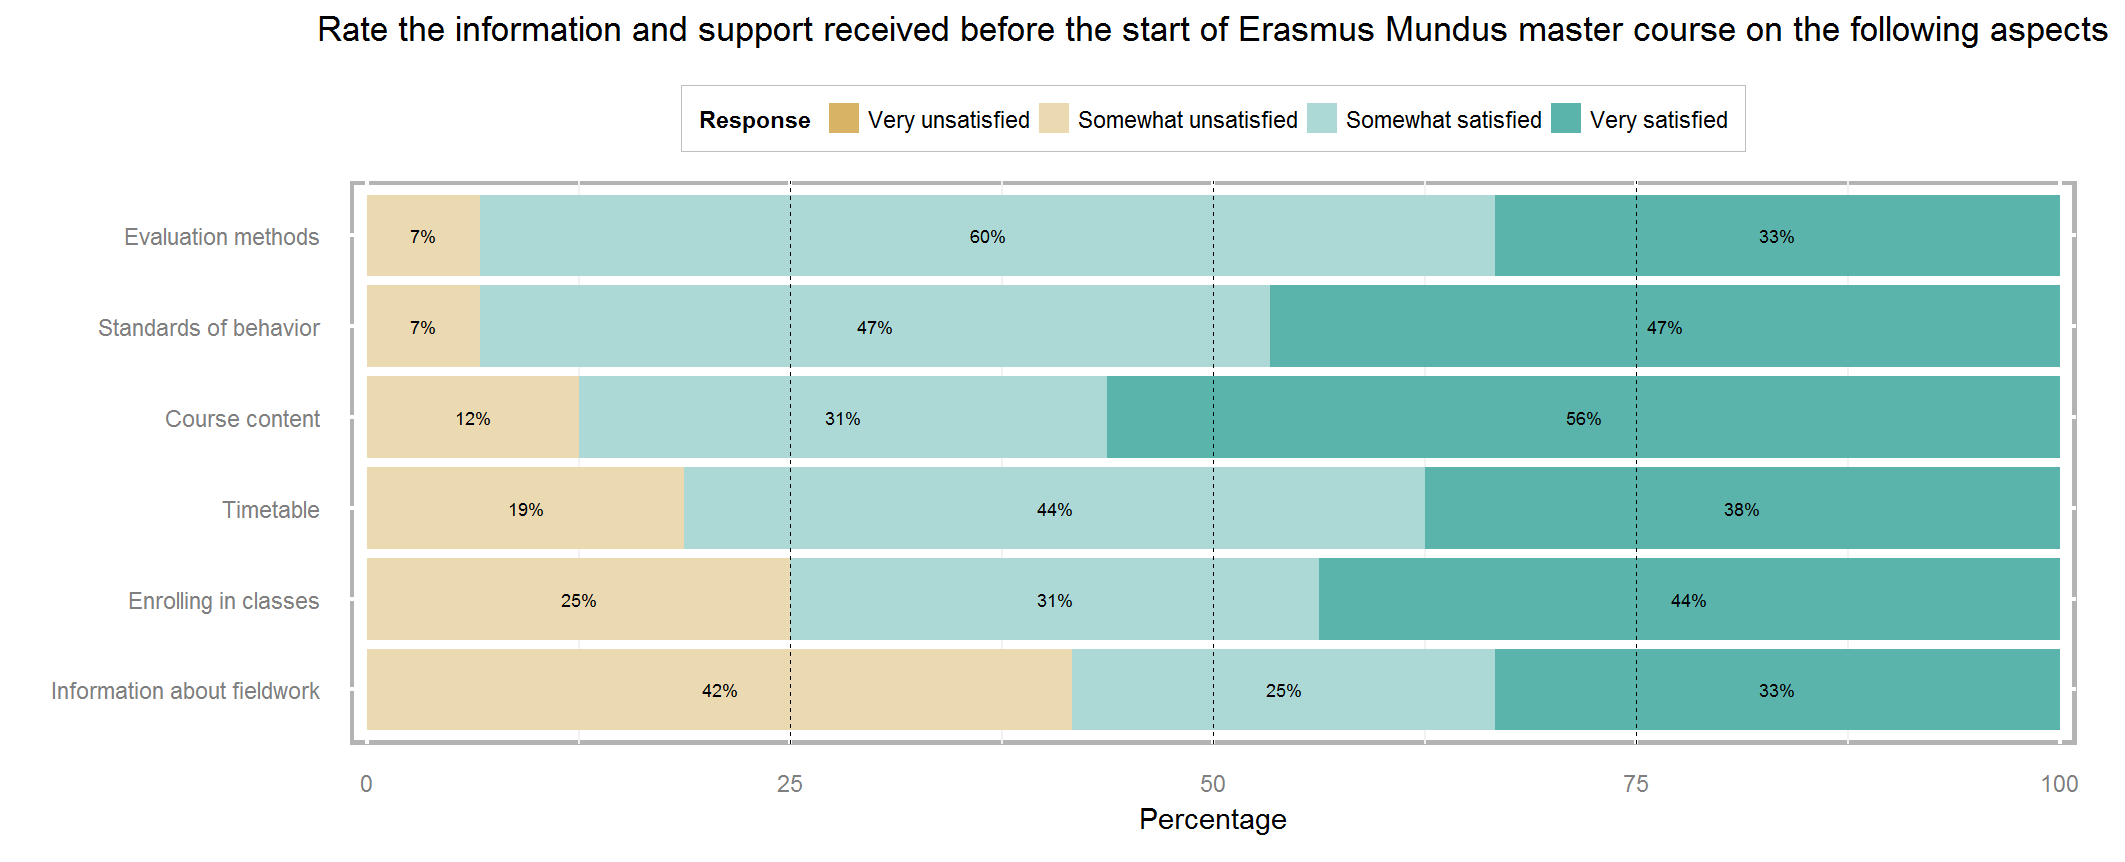 Rate the information and support received before the start of Erasmus Mundus master course on the following aspects
Response Very unsatisfied Somewhat unsatisfied Somewhat satisfied Very satisfied
Evaluation methods 7% 60% 33%
Standards of behavior 7% 47% 47%
Course content 12% 31% 56%
Timetable 19% 44% 38%
Enrolling in classes 25% 31% 44%
Information about fieldwork 42% 25% 33%
0 25 50 75 100
Percentage